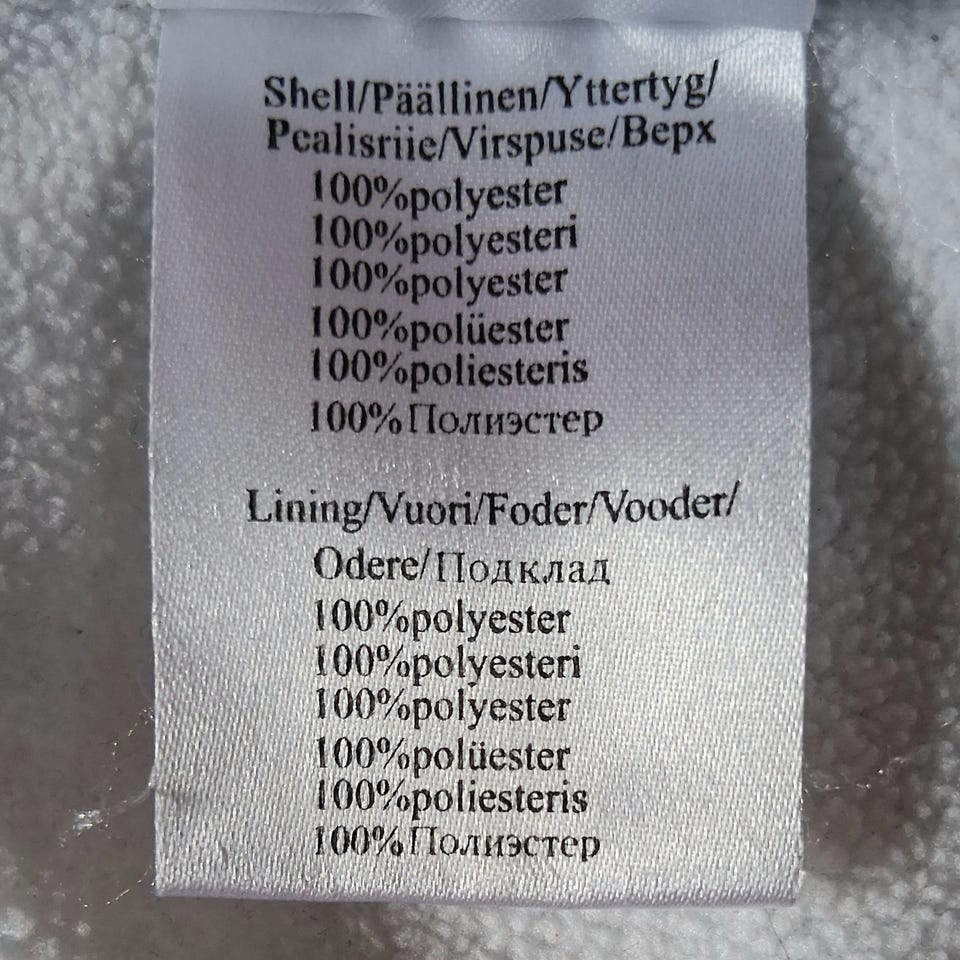 Shell/Päällinen/Yttertyg/
Pealisriie/Virspuse/Верх
100%polyester
100%polyesteri
100%polyester
100%polüester
100%poliesteris
100%Полиэстер
Lining/Vuori/Foder/Vooder/
Odere/Подклад
100%polyester
100%polyesteri
100%polyester
100%polüester
100%poliesteris
100%Полиэстер